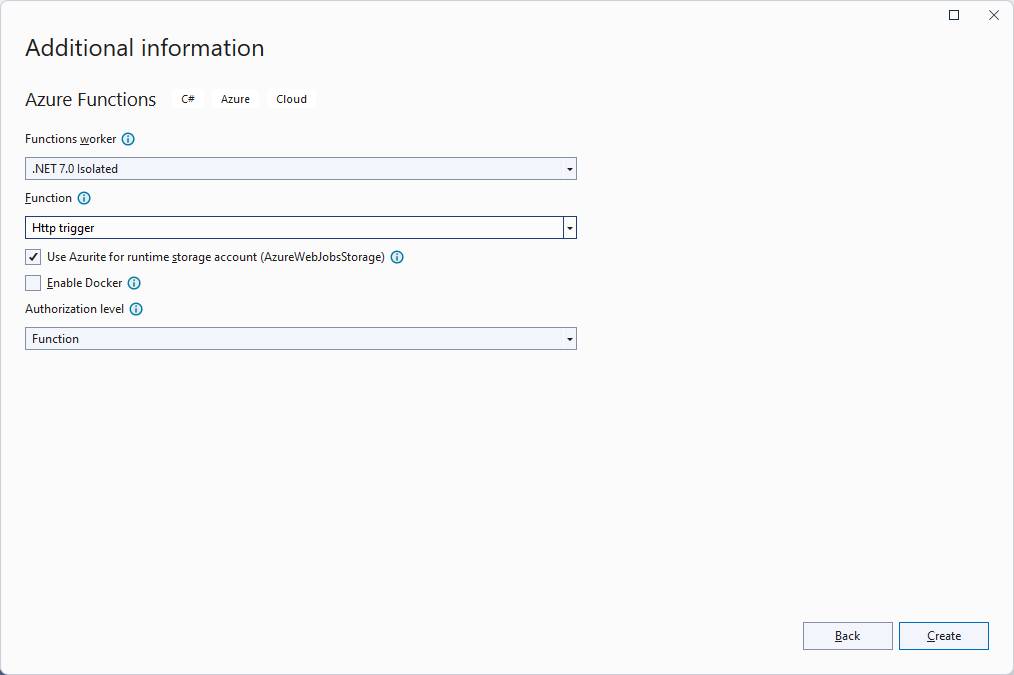 Additional information
Azure Functions C# Azure Cloud
Functions worker
.NET 7.0 Isolated
Function
Http trigger
Use Azurite for runtime storage account (AzureWebJobsStorage)
Enable Docker
Authorization level
Function
Back Create